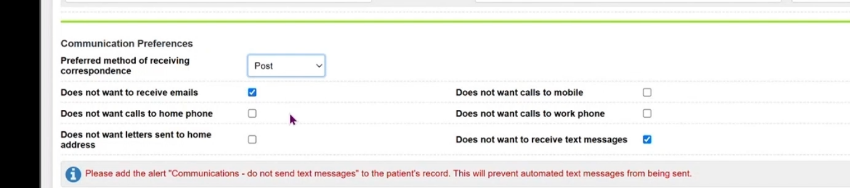 Communication Preferences
Preferred method of receiving
correspondence
Post
Does not want to receive emails
Does not want calls to mobile
Does not want calls to home phone
Does not want calls to work phone
Does not want letters sent to home
address
Does not want to receive text messages
Please add the alert "Communications - do not send text messages" to the patient's record. This will prevent automated text messages from being sent.